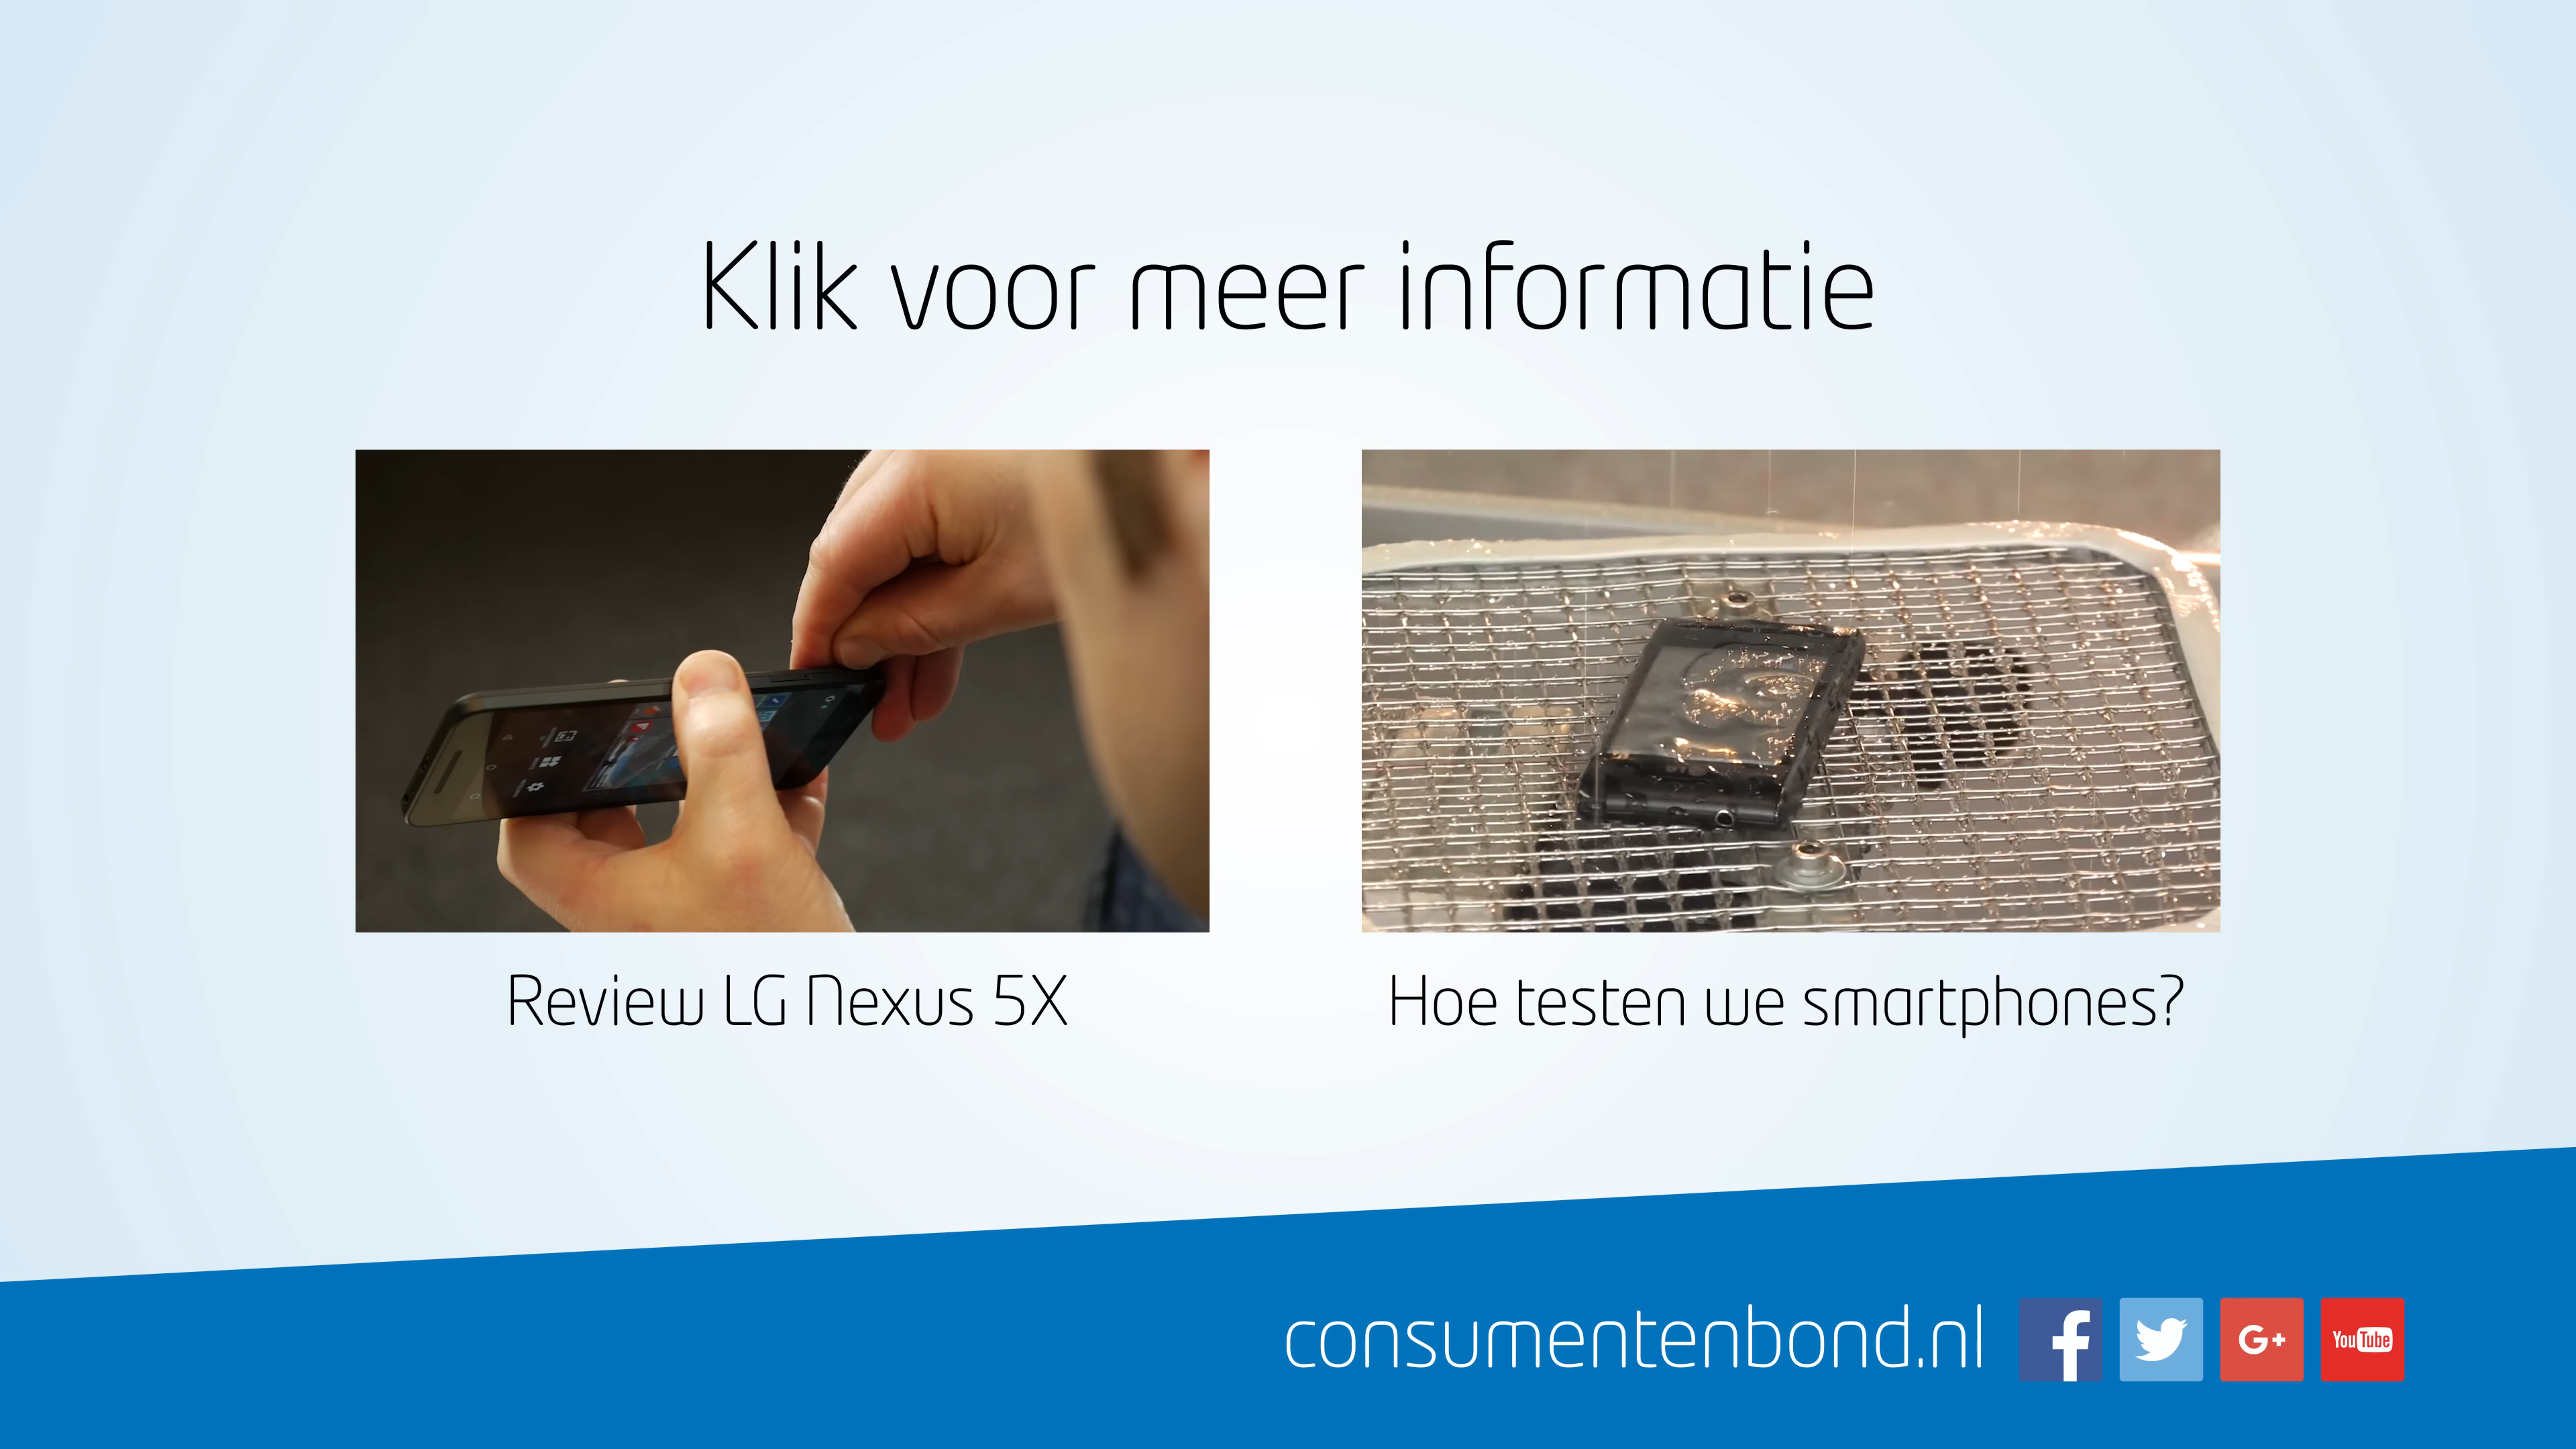 Klik voor meer informatie
Review LG Nexus 5X
Hoe testen we smartphones?
consumentenbond.nl
f
G+
YouTube